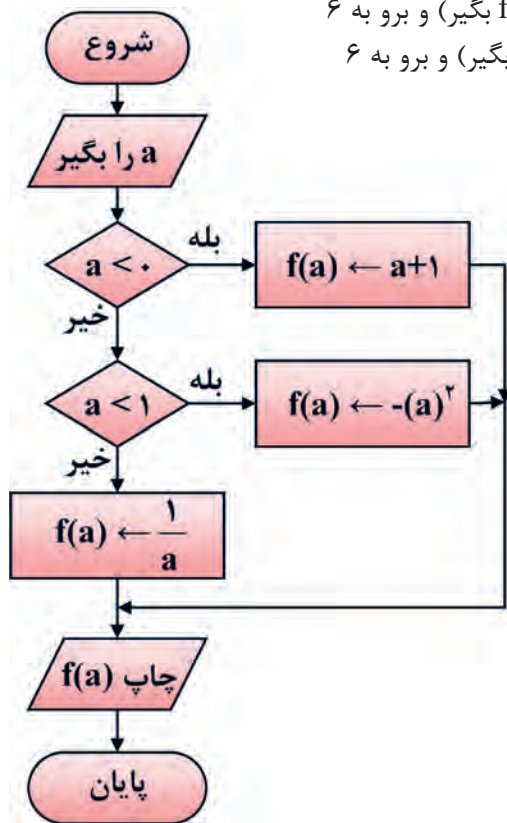 f بگیر) و برو به ۶
بگیر) و برو به ۶
شروع
a را بگیر
a < ۰
بله
f(a) ← a+۱
خیر
a < ۱
بله
f(a) ← -(a)^۲
خیر
f(a) ← ۱/a
چاپ f(a)
پایان